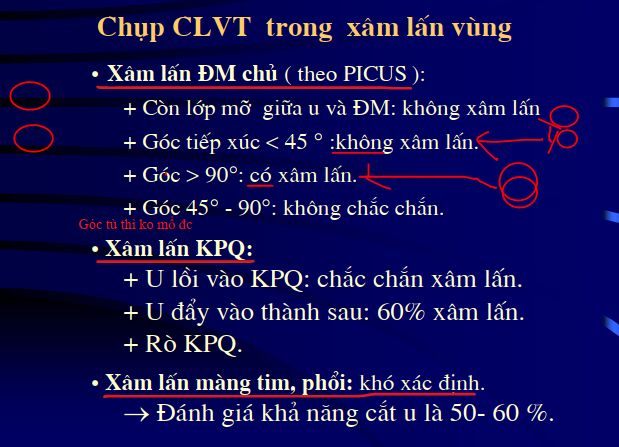 Chụp CLVT trong xâm lấn vùng
• Xâm lấn ĐM chủ ( theo PICUS ):
+ Còn lớp mỡ giữa u và ĐM: không xâm lấn
+ Góc tiếp xúc < 45 ° :không xâm lấn.
+ Góc > 90°: có xâm lấn.
+ Góc 45° - 90°: không chắc chắn.
Góc tù thì ko mổ đc
• Xâm lấn KPQ:
+ U lồi vào KPQ: chắc chắn xâm lấn.
+ U đẩy vào thành sau: 60% xâm lấn.
+ Rò KPQ.
• Xâm lấn màng tim, phổi: khó xác định.
→ Đánh giá khả năng cắt u là 50- 60 %.